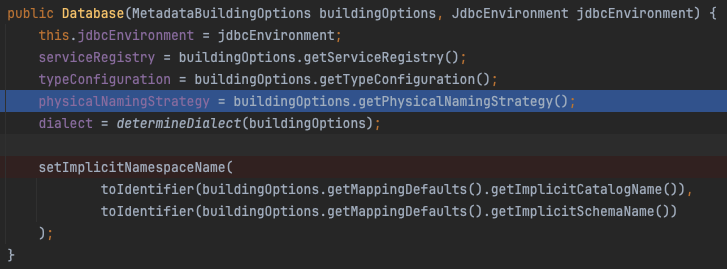 public Database(MetadataBuildingOptions buildingOptions, JdbcEnvironment jdbcEnvironment) {
this.jdbcEnvironment = jdbcEnvironment;
serviceRegistry = buildingOptions.getServiceRegistry();
typeConfiguration = buildingOptions.getTypeConfiguration();
physicalNamingStrategy = buildingOptions.getPhysicalNamingStrategy();
dialect = determineDialect(buildingOptions);
setImplicitNamespaceName(
toIdentifier(buildingOptions.getMappingDefaults().getImplicitCatalogName()),
toIdentifier(buildingOptions.getMappingDefaults().getImplicitSchemaName())
);
}